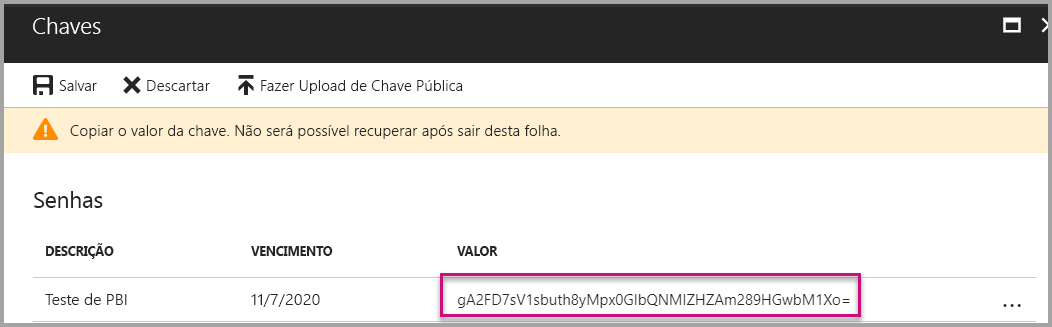 Chaves
Salvar Descartar Fazer Upload de Chave Pública
Copiar o valor da chave. Não será possível recuperar após sair desta folha.
Senhas
DESCRIÇÃO VENCIMENTO VALOR
Teste de PBI 11/7/2020 gA2FD7sV1sbuth8yMpx0GlbQNMIZHZAm289HGwbM1Xo=